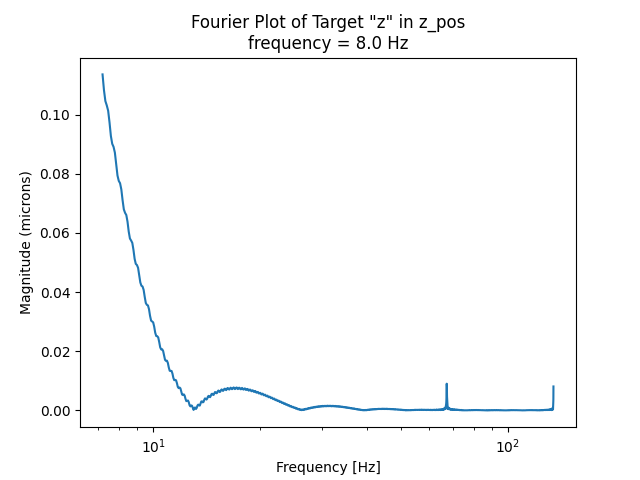 Fourier Plot of Target "z" in z_pos
frequency = 8.0 Hz
Magnitude (microns)
0.10
0.08
0.06
0.04
0.02
0.00
10¹
10²
Frequency [Hz]